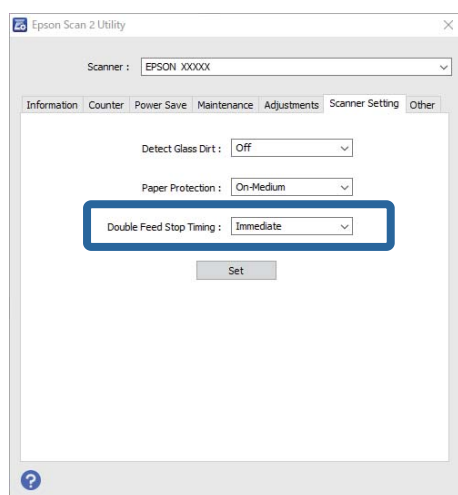 Epson Scan 2 Utility
Scanner : EPSON XXXXX
Information Counter Power Save Maintenance Adjustments Scanner Setting Other
Detect Glass Dirt : Off
Paper Protection : On-Medium
Double Feed Stop Timing : Immediate
Set
?